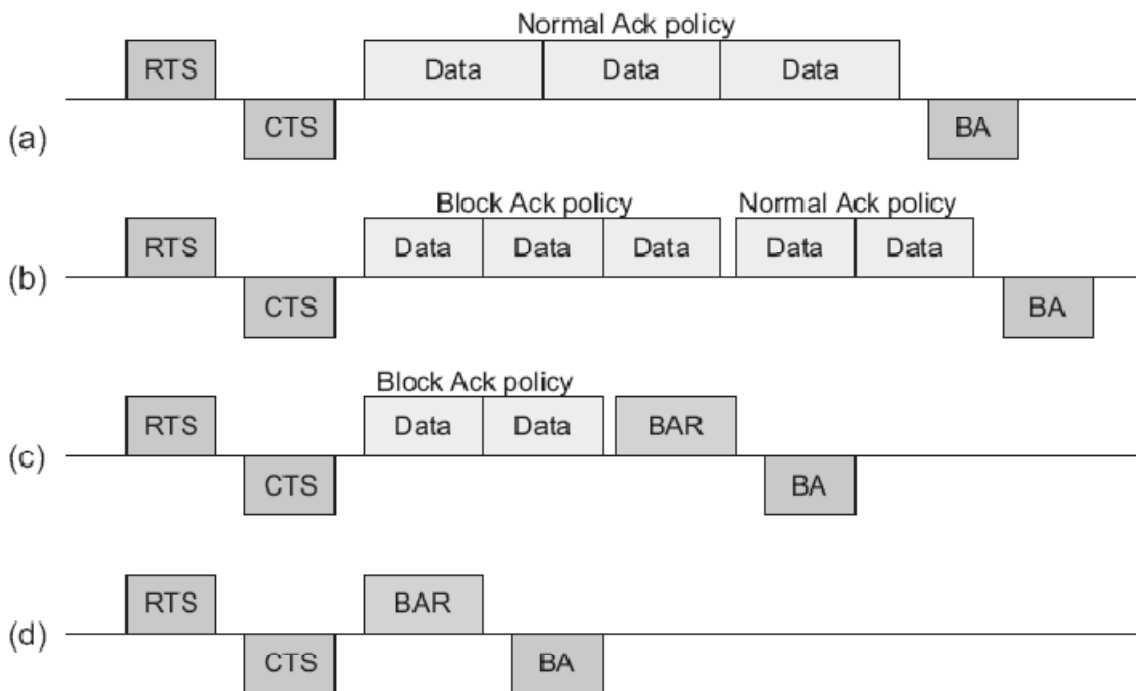 Normal Ack policy
RTS Data Data Data
(a) CTS BA
Block Ack policy Normal Ack policy
RTS Data Data Data Data Data
(b) CTS BA
Block Ack policy
RTS Data Data BAR
(c) CTS BA
RTS BAR
(d) CTS BA